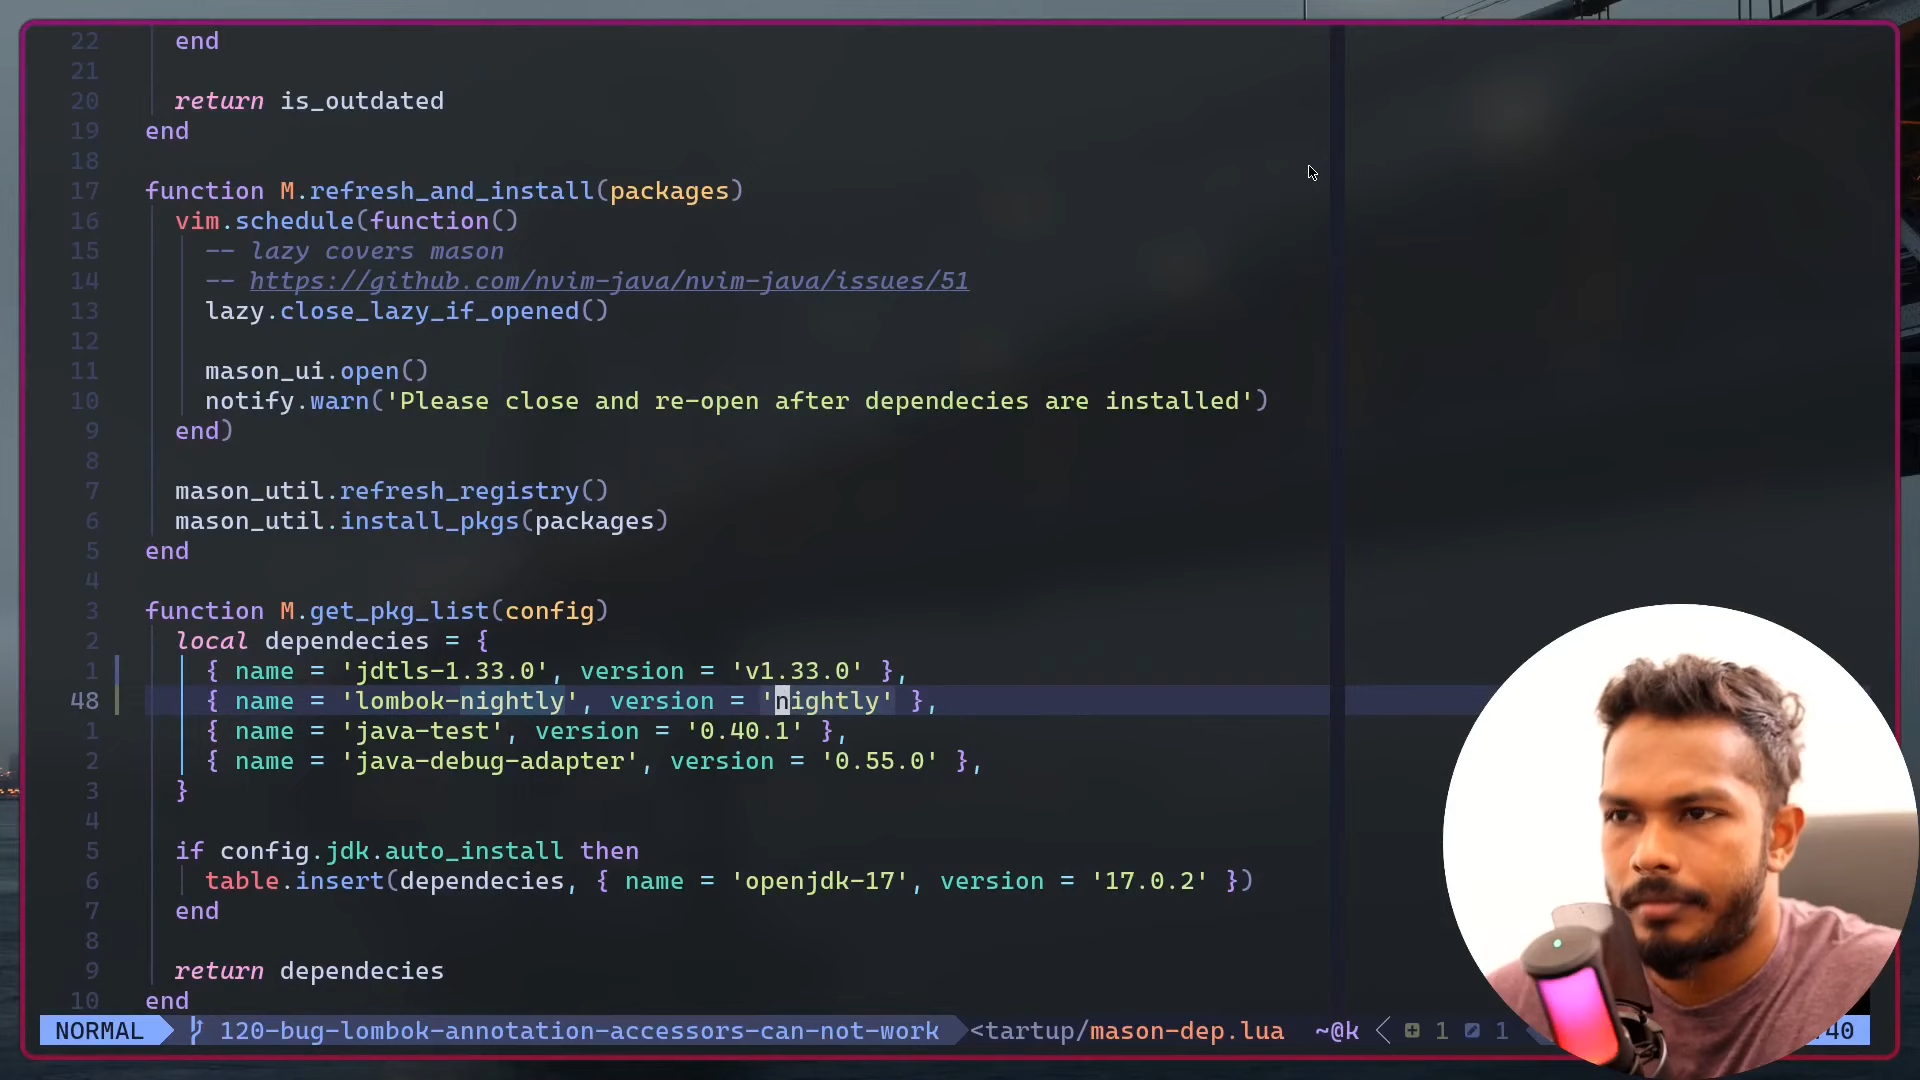 22 end
21
20 return is_outdated
19 end
18
17 function M.refresh_and_install(packages)
16 vim.schedule(function()
15 -- lazy covers mason
14 -- https://github.com/nvim-java/nvim-java/issues/51
13 lazy.close_lazy_if_opened()
12
11 mason_ui.open()
10 notify.warn('Please close and re-open after dependecies are installed')
9 end)
8
7 mason_util.refresh_registry()
6 mason_util.install_pkgs(packages)
5 end
4
3 function M.get_pkg_list(config)
2 local dependecies = {
1 { name = 'jdtls-1.33.0', version = 'v1.33.0' },
48 { name = 'lombok-nightly', version = 'nightly' },
1 { name = 'java-test', version = '0.40.1' },
2 { name = 'java-debug-adapter', version = '0.55.0' },
3 }
4
5 if config.jdk.auto_install then
6 table.insert(dependecies, { name = 'openjdk-17', version = '17.0.2' })
7 end
8
9 return dependecies
10 end
NORMAL 120-bug-lombok-annotation-accessors-can-not-work <tartup/mason-dep.lua ~@k 1 1 40